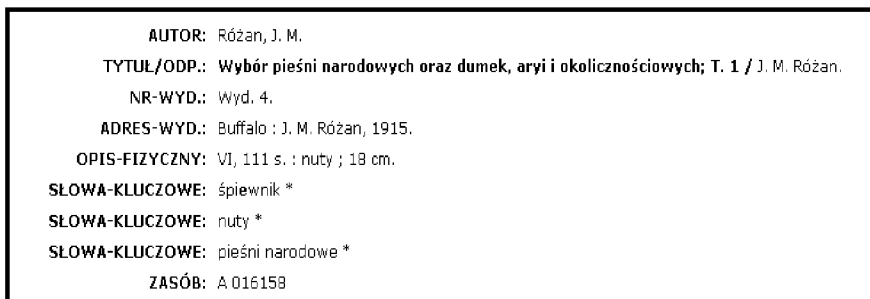 AUTOR: Różan, J. M.
TYTUŁ/ODP.: Wybór pieśni narodowych oraz dumek, aryi i okolicznościowych; T. 1 / J. M. Różan.
NR-WYD.: Wyd. 4.
ADRES-WYD.: Buffalo : J. M. Różan, 1915.
OPIS-FIZYCZNY: VI, 111 s. : nuty ; 18 cm.
SŁOWA-KLUCZOWE: śpiewnik *
SŁOWA-KLUCZOWE: nuty *
SŁOWA-KLUCZOWE: pieśni narodowe *
ZASÓB: A 016158